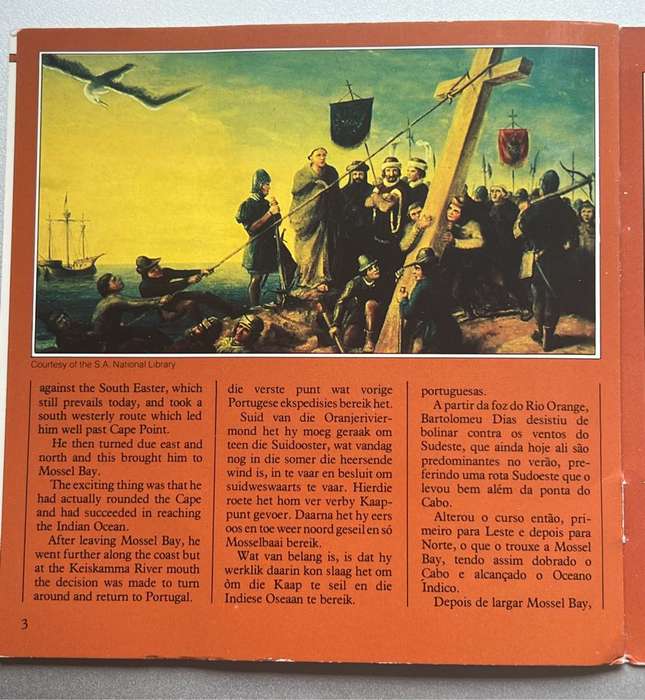 Courtesy of the S.A. National Library
against the South Easter, which
still prevails today, and took a
south westerly route which led
him well past Cape Point.
He then turned due east and
north and this brought him to
Mossel Bay.
The exciting thing was that he
had actually rounded the Cape
and had succeeded in reaching
the Indian Ocean.
After leaving Mossel Bay, he
went further along the coast but
at the Keiskamma River mouth
the decision was made to turn
around and return to Portugal.
die verste punt wat vorige
Portugese ekspedisies bereik het.
Suid van die Oranjerivier-
mond het hy moeg geraak om
teen die Suidooster, wat vandag
nog in die somer die heersende
wind is, in te vaar en besluit om
suidweswaarts te vaar. Hierdie
roete het hom ver verby Kaap-
punt gevoer. Daarna het hy eers
oos en toe weer noord geseil en só
Mosselbaai bereik.
Wat van belang is, is dat hy
werklik daarin kon slaag het om
ôm die Kaap te seil en die
Indiese Oseaan te bereik.
portuguesas.
A partir da foz do Rio Orange,
Bartolomeu Dias desistiu de
bolinar contra os ventos do
Sudeste, que ainda hoje ali são
predominantes no verão, pre-
ferindo uma rota Sudoeste que o
levou bem além da ponta do
Cabo.
Alterou o curso então, pri-
meiro para Leste e depois para
Norte, o que o trouxe a Mossel
Bay, tendo assim dobrado o
Cabo e alcançado o Oceano
Índico.
Depois de largar Mossel Bay,
3